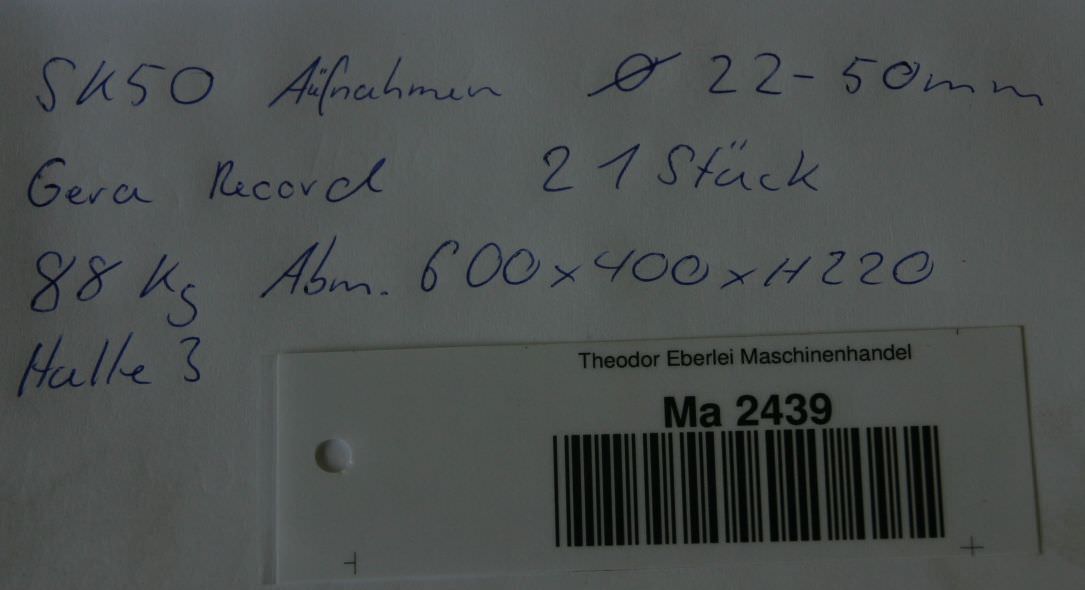 SK50 Aufnahmen Ø 22-50mm
Gera Record 21 Stück
88 Kg Abm. 600x400xH220
Halle 3
Theodor Eberlei Maschinenhandel
Ma 2439